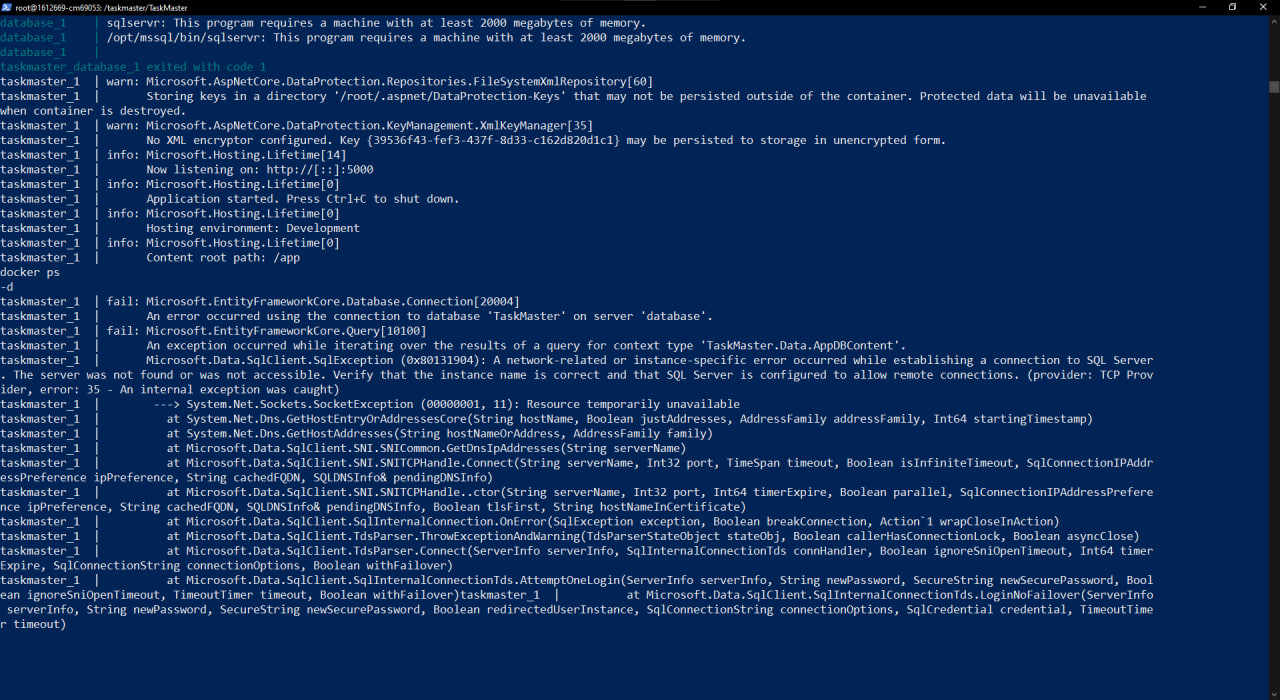 root@1612669-cm69053: /taskmaster/TaskMaster
database_1    | sqlservr: This program requires a machine with at least 2000 megabytes of memory.
database_1    | /opt/mssql/bin/sqlservr: This program requires a machine with at least 2000 megabytes of memory.
database_1    |
taskmaster_database_1 exited with code 1
taskmaster_1  | warn: Microsoft.AspNetCore.DataProtection.Repositories.FileSystemXmlRepository[60]
taskmaster_1  |       Storing keys in a directory '/root/.aspnet/DataProtection-Keys' that may not be persisted outside of the container. Protected data will be unavailable
when container is destroyed.
taskmaster_1  | warn: Microsoft.AspNetCore.DataProtection.KeyManagement.XmlKeyManager[35]
taskmaster_1  |       No XML encryptor configured. Key {39536f43-fef3-437f-8d33-c162d820d1c1} may be persisted to storage in unencrypted form.
taskmaster_1  | info: Microsoft.Hosting.Lifetime[14]
taskmaster_1  |       Now listening on: http://[::]:5000
taskmaster_1  | info: Microsoft.Hosting.Lifetime[0]
taskmaster_1  |       Application started. Press Ctrl+C to shut down.
taskmaster_1  | info: Microsoft.Hosting.Lifetime[0]
taskmaster_1  |       Hosting environment: Development
taskmaster_1  | info: Microsoft.Hosting.Lifetime[0]
taskmaster_1  |       Content root path: /app
docker ps
-d
taskmaster_1  | fail: Microsoft.EntityFrameworkCore.Database.Connection[20004]
taskmaster_1  |       An error occurred using the connection to database 'TaskMaster' on server 'database'.
taskmaster_1  | fail: Microsoft.EntityFrameworkCore.Query[10100]
taskmaster_1  |       An exception occurred while iterating over the results of a query for context type 'TaskMaster.Data.AppDBContent'.
taskmaster_1  |       Microsoft.Data.SqlClient.SqlException (0x80131904): A network-related or instance-specific error occurred while establishing a connection to SQL Server
. The server was not found or was not accessible. Verify that the instance name is correct and that SQL Server is configured to allow remote connections. (provider: TCP Prov
ider, error: 35 - An internal exception was caught)
taskmaster_1  |        ---> System.Net.Sockets.SocketException (00000001, 11): Resource temporarily unavailable
taskmaster_1  |          at System.Net.Dns.GetHostEntryOrAddressesCore(String hostName, Boolean justAddresses, AddressFamily addressFamily, Int64 startingTimestamp)
taskmaster_1  |          at System.Net.Dns.GetHostAddresses(String hostNameOrAddress, AddressFamily family)
taskmaster_1  |          at Microsoft.Data.SqlClient.SNI.SNICommon.GetDnsIpAddresses(String serverName)
taskmaster_1  |          at Microsoft.Data.SqlClient.SNI.SNITCPHandle.Connect(String serverName, Int32 port, TimeSpan timeout, Boolean isInfiniteTimeout, SqlConnectionIPAddr
essPreference ipPreference, String cachedFQDN, SQLDNSInfo& pendingDNSInfo)
taskmaster_1  |          at Microsoft.Data.SqlClient.SNI.SNITCPHandle..ctor(String serverName, Int32 port, Int64 timerExpire, Boolean parallel, SqlConnectionIPAddressPrefere
nce ipPreference, String cachedFQDN, SQLDNSInfo& pendingDNSInfo, Boolean tlsFirst, String hostNameInCertificate)
taskmaster_1  |          at Microsoft.Data.SqlClient.SqlInternalConnection.OnError(SqlException exception, Boolean breakConnection, Action`1 wrapCloseInAction)
taskmaster_1  |          at Microsoft.Data.SqlClient.TdsParser.ThrowExceptionAndWarning(TdsParserStateObject stateObj, Boolean callerHasConnectionLock, Boolean asyncClose)
taskmaster_1  |          at Microsoft.Data.SqlClient.TdsParser.Connect(ServerInfo serverInfo, SqlInternalConnectionTds connHandler, Boolean ignoreSniOpenTimeout, Int64 timer
Expire, SqlConnectionString connectionOptions, Boolean withFailover)
taskmaster_1  |          at Microsoft.Data.SqlClient.SqlInternalConnectionTds.AttemptOneLogin(ServerInfo serverInfo, String newPassword, SecureString newSecurePassword, Bool
ean ignoreSniOpenTimeout, TimeoutTimer timeout, Boolean withFailover)taskmaster_1  |          at Microsoft.Data.SqlClient.SqlInternalConnectionTds.LoginNoFailover(ServerInfo
 serverInfo, String newPassword, SecureString newSecurePassword, Boolean redirectedUserInstance, SqlConnectionString connectionOptions, SqlCredential credential, TimeoutTime
r timeout)